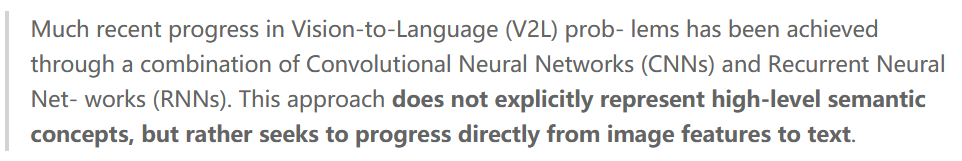 Much recent progress in Vision-to-Language (V2L) prob- lems has been achieved
through a combination of Convolutional Neural Networks (CNNs) and Recurrent Neural
Net- works (RNNs). This approach does not explicitly represent high-level semantic
concepts, but rather seeks to progress directly from image features to text.